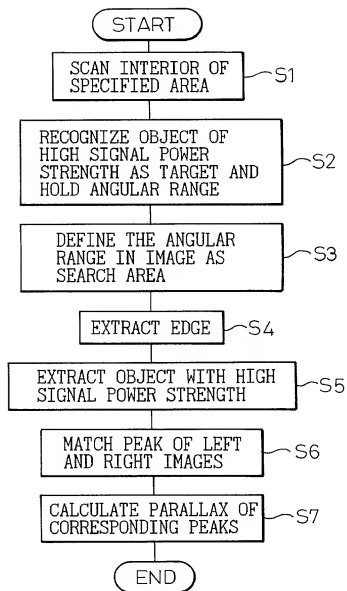 START
SCAN INTERIOR OF
SPECIFIED AREA
S1
RECOGNIZE OBJECT OF
HIGH SIGNAL POWER
STRENGTH AS TARGET AND
HOLD ANGULAR RANGE
S2
DEFINE THE ANGULAR
RANGE IN IMAGE AS
SEARCH AREA
S3
EXTRACT EDGE
S4
EXTRACT OBJECT WITH HIGH
SIGNAL POWER STRENGTH
S5
MATCH PEAK OF LEFT
AND RIGHT IMAGES
S6
CALCULATE PARALLAX OF
CORRESPONDING PEAKS
S7
END